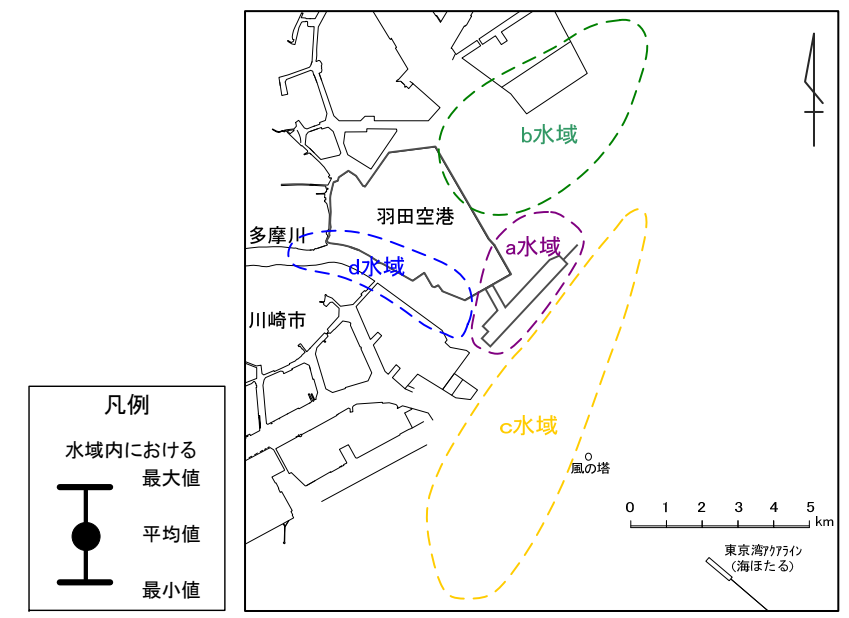 b水域
羽田空港
多摩川
a水域
d水域
川崎市
c水域
風の塔
0 1 2 3 4 5
km
東京湾ｱｸｱﾗｲﾝ
(海ほたる)
凡例
水域内における
最大値
平均値
最小値